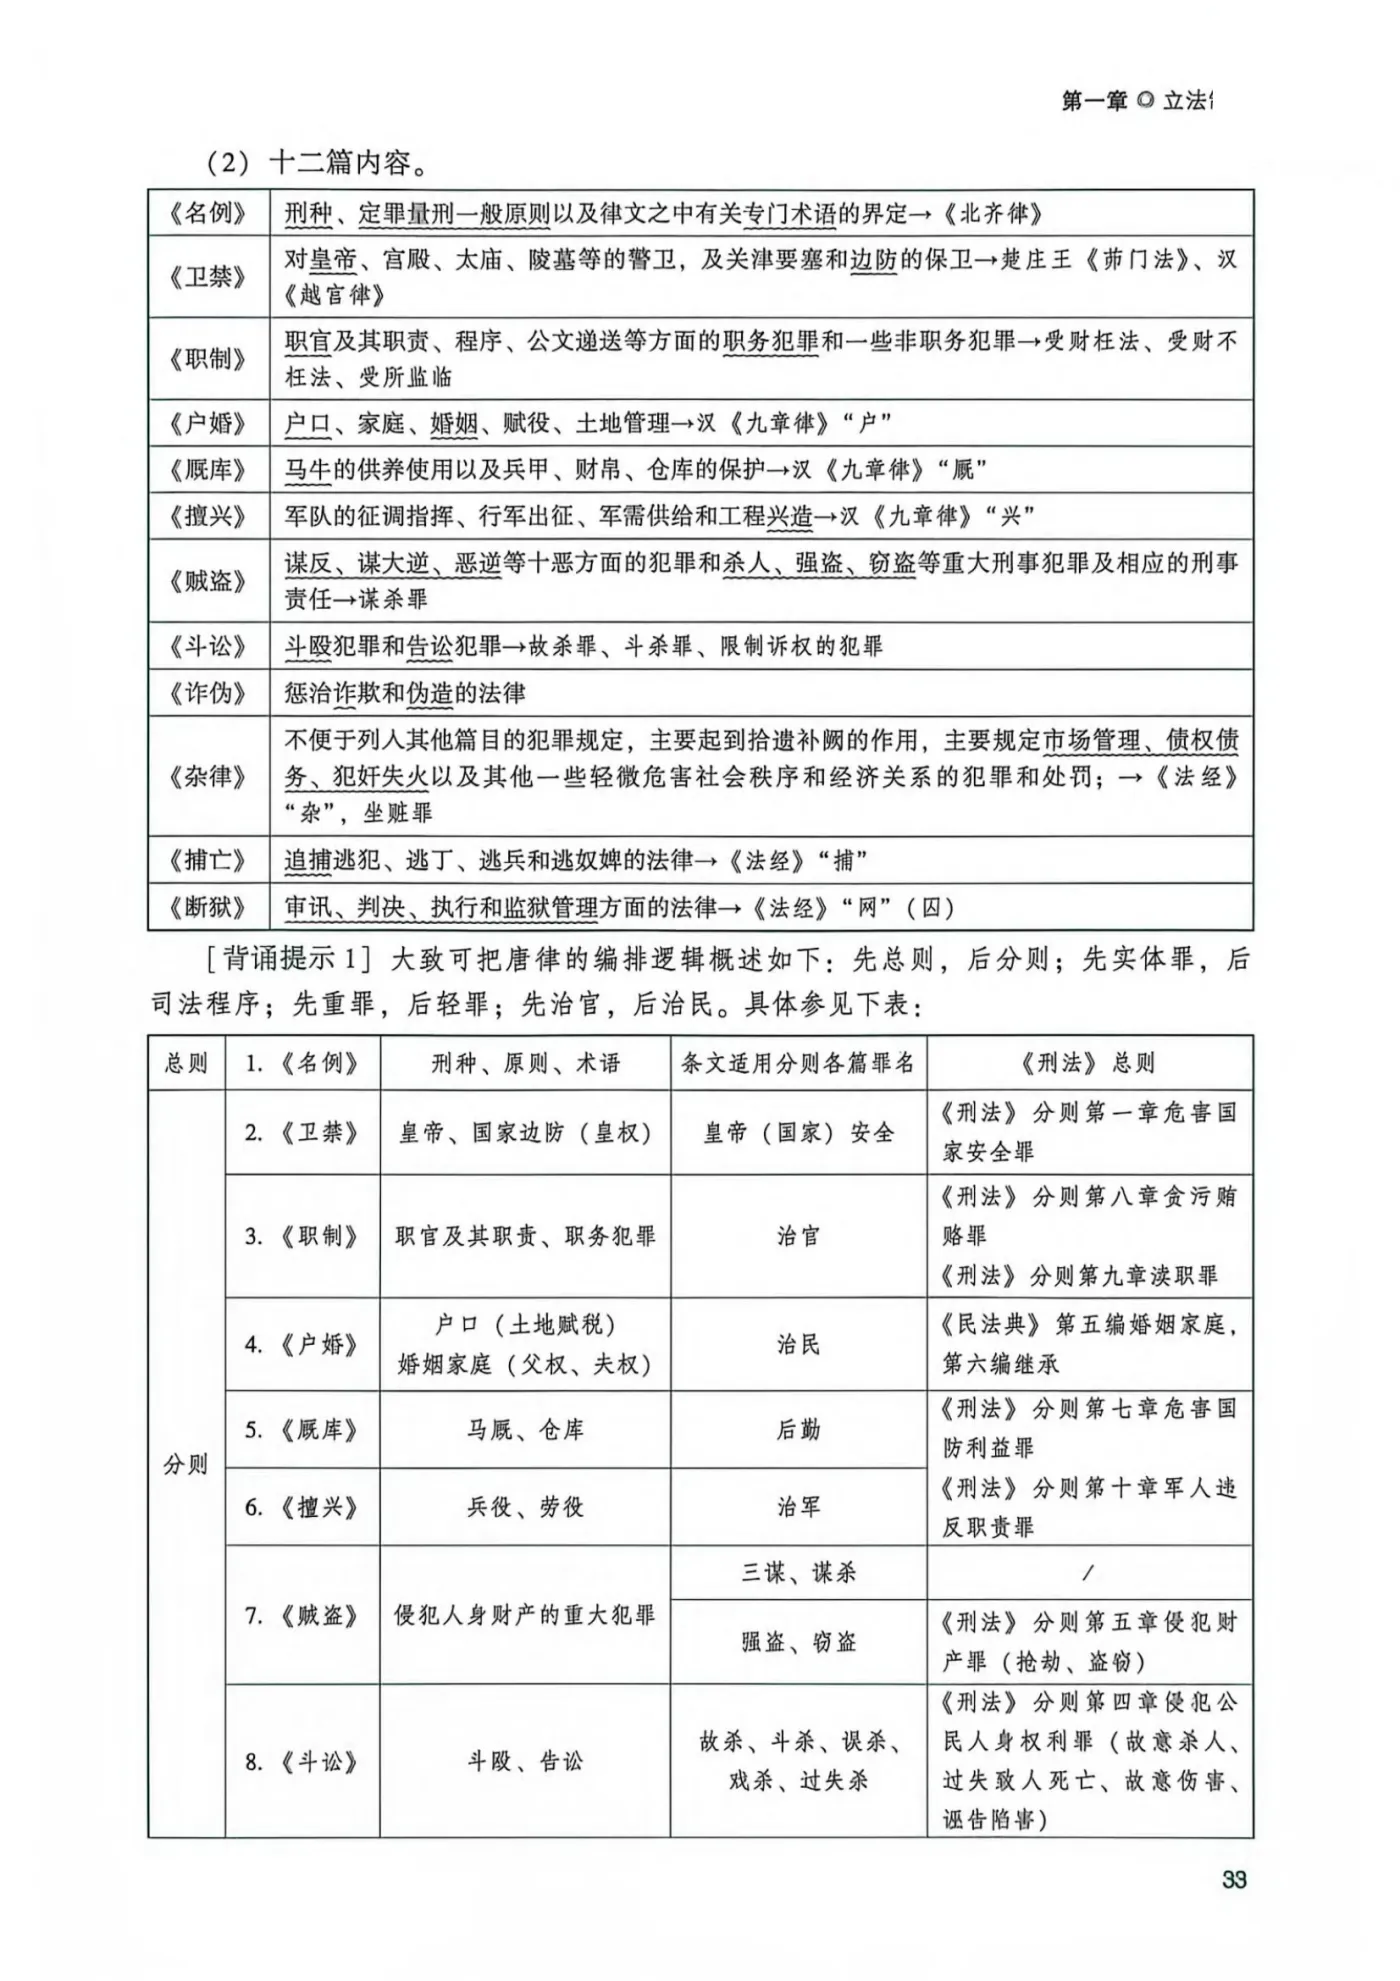 第一章◎立法
（2）十二篇内容。
《名例》 刑种、定罪量刑一般原则以及律文之中有关专门术语的界定→《北齐律》
《卫禁》 对皇帝、宫殿、太庙、陵墓等的警卫，及关津要塞和边防的保卫→楚庄王《茆门法》、汉
《越官律》
《职制》 职官及其职责、程序、公文递送等方面的职务犯罪和一些非职务犯罪→受财枉法、受财不
枉法、受所监临
《户婚》 户口、家庭、婚姻、赋役、土地管理→汉《九章律》“户”
《厩库》 马牛的供养使用以及兵甲、财帛、仓库的保护→汉《九章律》“厩”
《擅兴》 军队的征调指挥、行军出征、军需供给和工程兴造→汉《九章律》“兴”
《贼盗》 谋反、谋大逆、恶逆等十恶方面的犯罪和杀人、强盗、窃盗等重大刑事犯罪及相应的刑事
责任→谋杀罪
《斗讼》 斗殴犯罪和告讼犯罪→故杀罪、斗杀罪、限制诉权的犯罪
《诈伪》 惩治诈欺和伪造的法律
《杂律》 不便于列入其他篇目的犯罪规定，主要起到拾遗补阙的作用，主要规定市场管理、债权债
务、犯奸失火以及其他一些轻微危害社会秩序和经济关系的犯罪和处罚；→《法经》
“杂”，坐赃罪
《捕亡》 追捕逃犯、逃丁、逃兵和逃奴婢的法律→《法经》“捕”
《断狱》 审讯、判决、执行和监狱管理方面的法律→《法经》“网”（囚）
［背诵提示1］大致可把唐律的编排逻辑概述如下：先总则，后分则；先实体罪，后
司法程序；先重罪，后轻罪；先治官，后治民。具体参见下表：
总则 1.《名例》 刑种、原则、术语 条文适用分则各篇罪名 《刑法》总则
分则
2.《卫禁》 皇帝、国家边防（皇权） 皇帝（国家）安全 《刑法》分则第一章危害国
家安全罪
3.《职制》 职官及其职责、职务犯罪 治官 《刑法》分则第八章贪污贿
赂罪
《刑法》分则第九章渎职罪
4.《户婚》 户口（土地赋税）
婚姻家庭（父权、夫权） 治民 《民法典》第五编婚姻家庭，
第六编继承
5.《厩库》 马厩、仓库 后勤 《刑法》分则第七章危害国
防利益罪
6.《擅兴》 兵役、劳役 治军 《刑法》分则第十章军人违
反职责罪
7.《贼盗》 侵犯人身财产的重大犯罪 三谋、谋杀 /
强盗、窃盗 《刑法》分则第五章侵犯财
产罪（抢劫、盗窃）
8.《斗讼》 斗殴、告讼 故杀、斗杀、误杀、
戏杀、过失杀 《刑法》分则第四章侵犯公
民人身权利罪（故意杀人、
过失致人死亡、故意伤害、
诬告陷害）
33